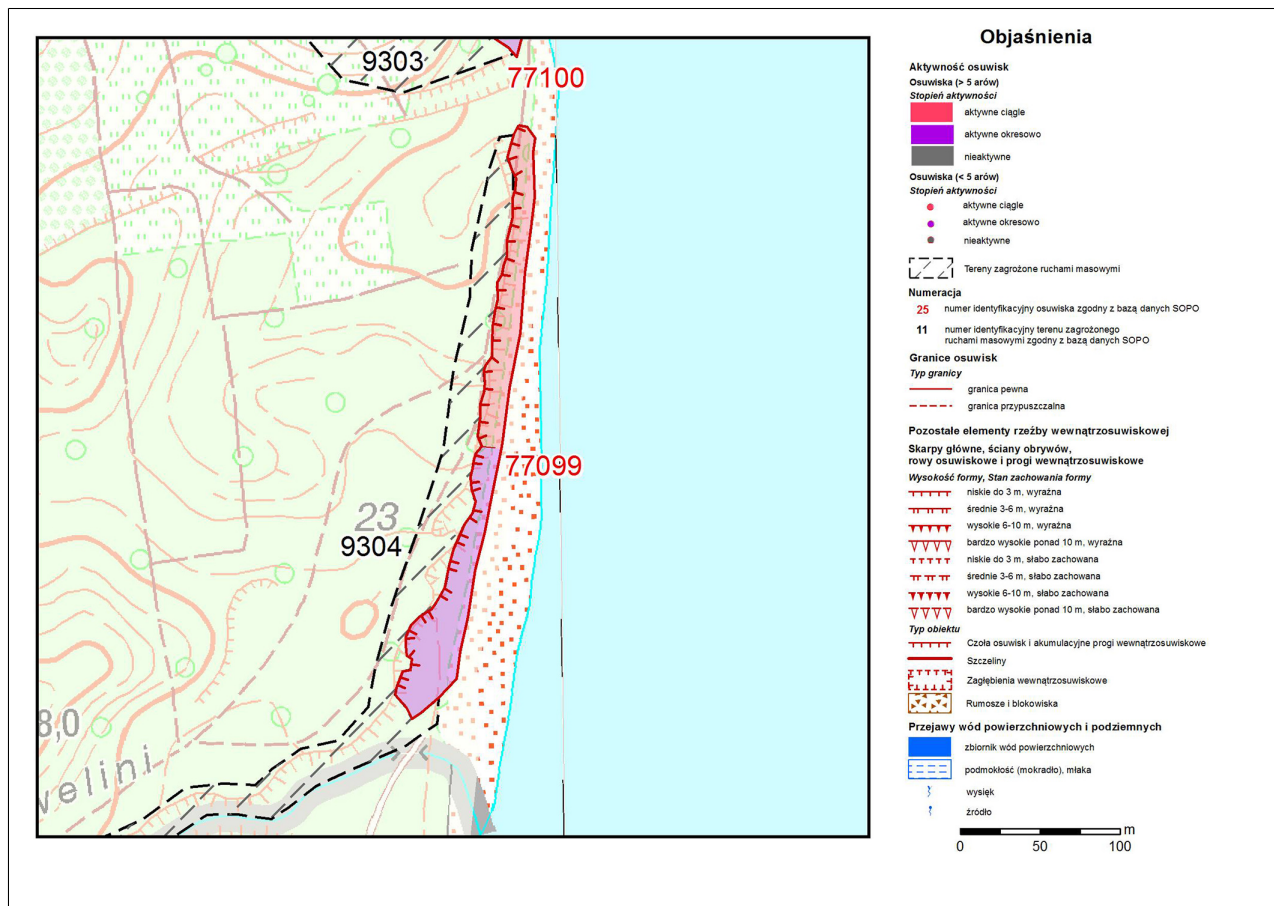 9303
77100
77099
23
9304
8,0
welini
Objaśnienia
Aktywność osuwisk
Osuwiska (> 5 arów)
Stopień aktywności
aktywne ciągle
aktywne okresowo
nieaktywne
Osuwiska (< 5 arów)
Stopień aktywności
aktywne ciągle
aktywne okresowo
nieaktywne
Tereny zagrożone ruchami masowymi
Numeracja
25 numer identyfikacyjny osuwiska zgodny z bazą danych SOPO
11 numer identyfikacyjny terenu zagrożonego
ruchami masowymi zgodny z bazą danych SOPO
Granice osuwisk
Typ granicy
granica pewna
granica przypuszczalna
Pozostałe elementy rzeźby wewnątrzosuwiskowej
Skarpy główne, ściany obrywów,
rowy osuwiskowe i progi wewnątrzosuwiskowe
Wysokość formy, Stan zachowania formy
niskie do 3 m, wyraźna
średnie 3-6 m, wyraźna
wysokie 6-10 m, wyraźna
bardzo wysokie ponad 10 m, wyraźna
niskie do 3 m, słabo zachowana
średnie 3-6 m, słabo zachowana
wysokie 6-10 m, słabo zachowana
bardzo wysokie ponad 10 m, słabo zachowana
Typ obiektu
Czoła osuwisk i akumulacyjne progi wewnątrzosuwiskowe
Szczeliny
Zagłębienia wewnątrzosuwiskowe
Rumosze i blokowiska
Przejawy wód powierzchniowych i podziemnych
zbiornik wód powierzchniowych
podmokłość (mokradło), młaka
wysięk
źródło
m
0 50 100